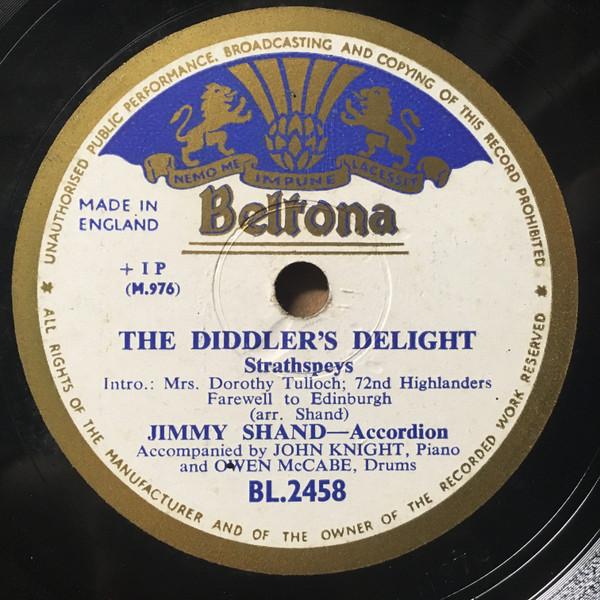 UNAUTHORISED PUBLIC PERFORMANCE, BROADCASTING AND COPYING OF THIS RECORD PROHIBITED
NEMO ME IMPUNE LACESSIT
Beltona
MADE IN
ENGLAND
+ 1 P
(M.976)
THE DIDDLER'S DELIGHT
Strathspeys
Intro.: Mrs. Dorothy Tulloch; 72nd Highlanders
Farewell to Edinburgh
(arr. Shand)
JIMMY SHAND—Accordion
Accompanied by JOHN KNIGHT, Piano
and OWEN McCABE, Drums
BL.2458
* ALL RIGHTS OF THE MANUFACTURER AND OF THE OWNER OF THE RECORDED WORK RESERVED *